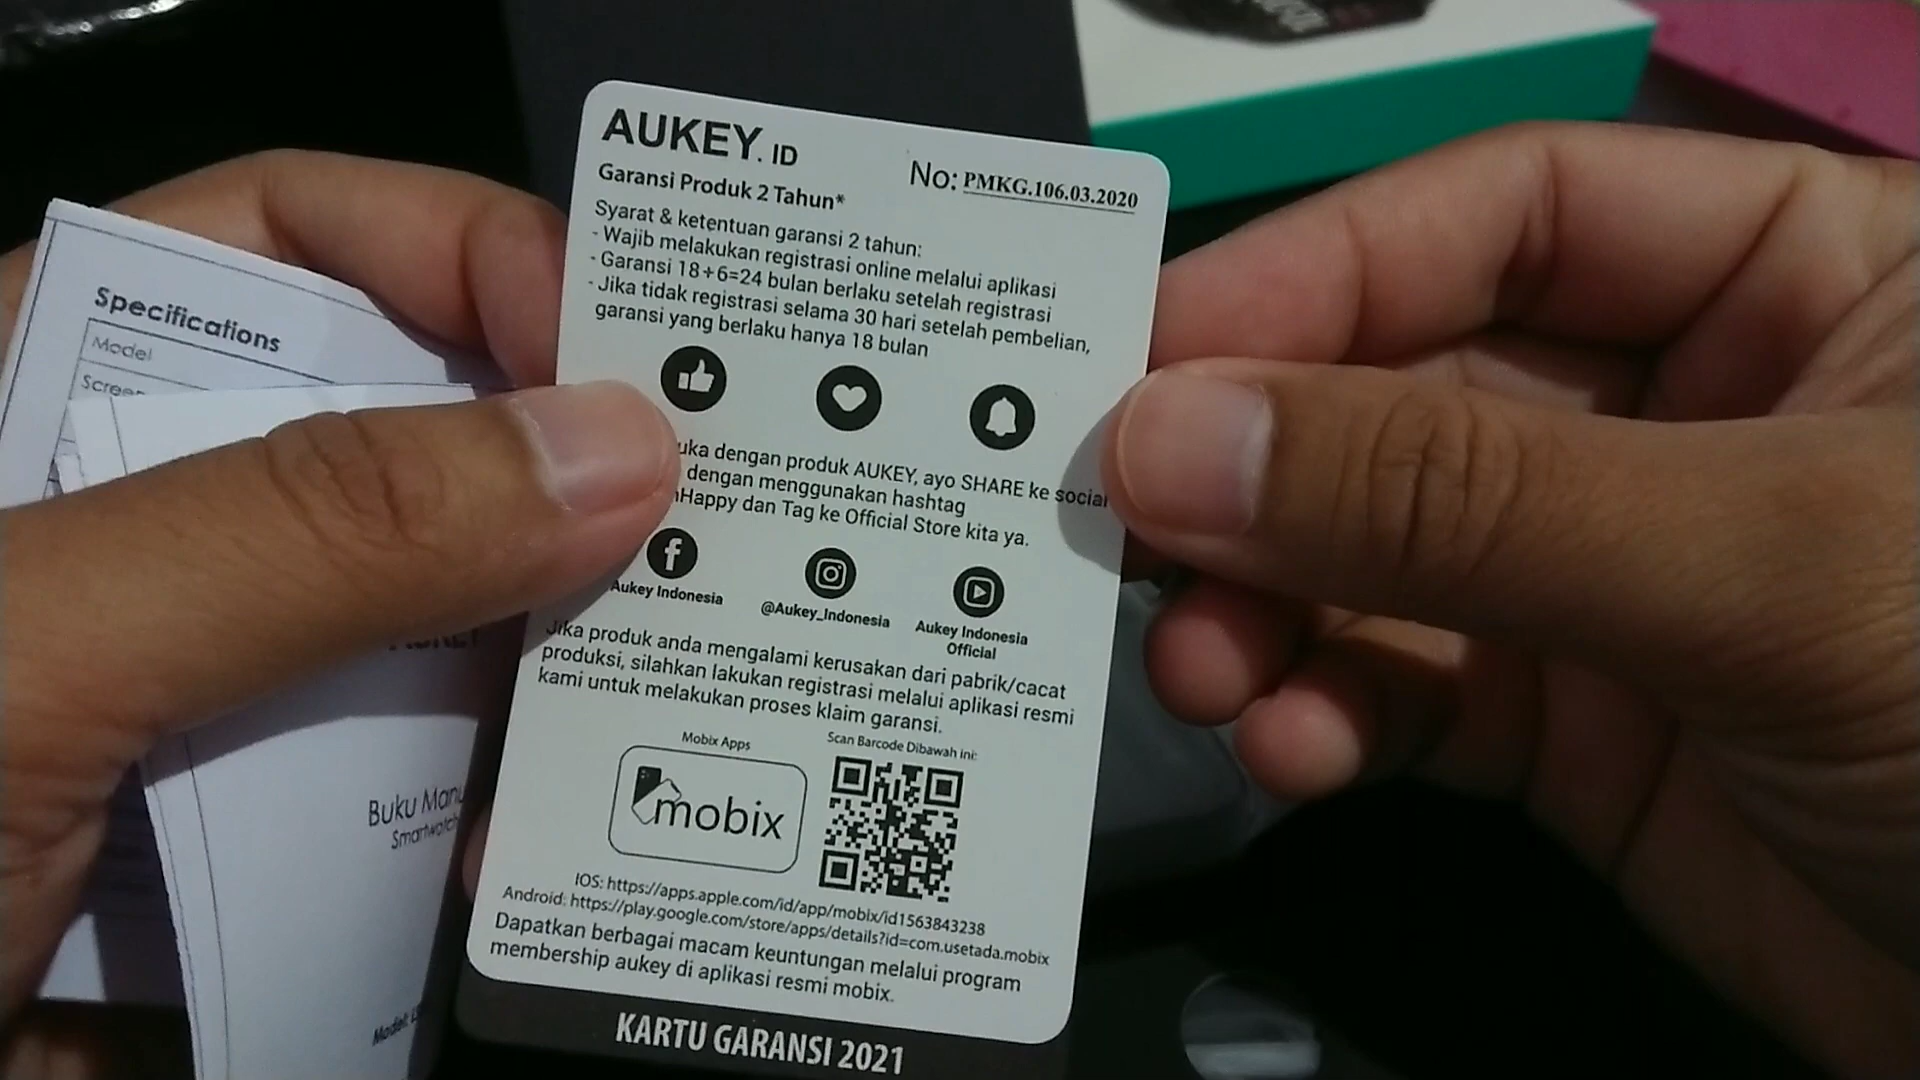 AUKEY. ID
No: PMKG.106.03.2020
Garansi Produk 2 Tahun*
Syarat & ketentuan garansi 2 tahun:
- Wajib melakukan registrasi online melalui aplikasi
- Garansi 18+6=24 bulan berlaku setelah registrasi
- Jika tidak registrasi selama 30 hari setelah pembelian,
garansi yang berlaku hanya 18 bulan
dengan produk AUKEY, ayo SHARE ke social
dengan menggunakan hashtag
dan Tag ke Official Store kita ya.
Aukey Indonesia
@Aukey_Indonesia
Aukey Indonesia
Official
Jika produk anda mengalami kerusakan dari pabrik/cacat
produksi, silahkan lakukan registrasi melalui aplikasi resmi
kami untuk melakukan proses klaim garansi.
Mobix Apps
Scan Barcode Dibawah ini:
mobix
IOS: https://apps.apple.com/id/app/mobix/id1563843238
Android: https://play.google.com/store/apps/details?id=com.usetada.mobix
Dapatkan berbagai macam keuntungan melalui program
membership aukey di aplikasi resmi mobix.
KARTU GARANSI 2021
Specifications
Model
Buku
Model: